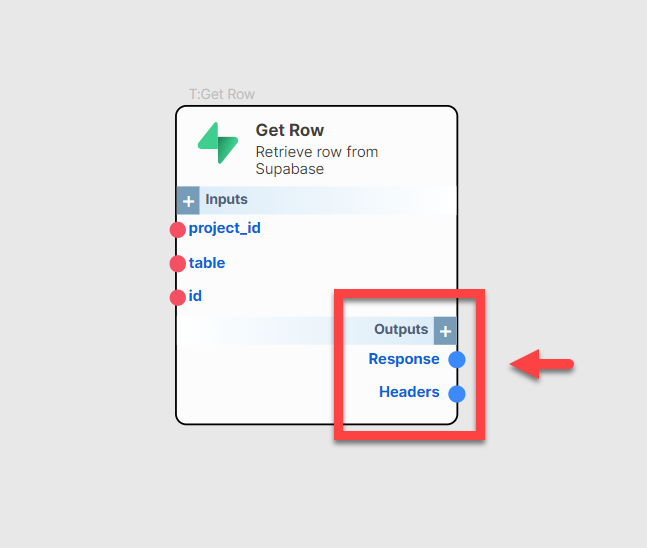 T:Get Row
Get Row
Retrieve row from
Supabase
+ Inputs
project_id
table
id
Outputs +
Response
Headers